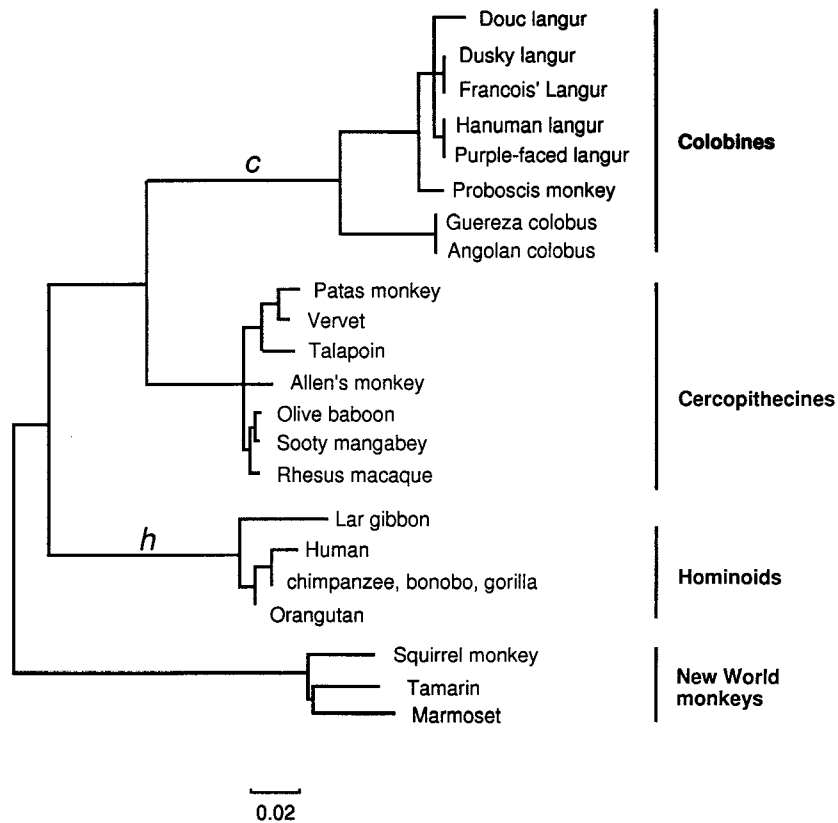 Douc langur
Dusky langur
Francois' Langur
Hanuman langur
Purple-faced langur
Proboscis monkey
Guereza colobus
Angolan colobus
Colobines
c
Patas monkey
Vervet
Talapoin
Allen's monkey
Olive baboon
Sooty mangabey
Rhesus macaque
Cercopithecines
h
Lar gibbon
Human
chimpanzee, bonobo, gorilla
Orangutan
Hominoids
Squirrel monkey
Tamarin
Marmoset
New World
monkeys
0.02